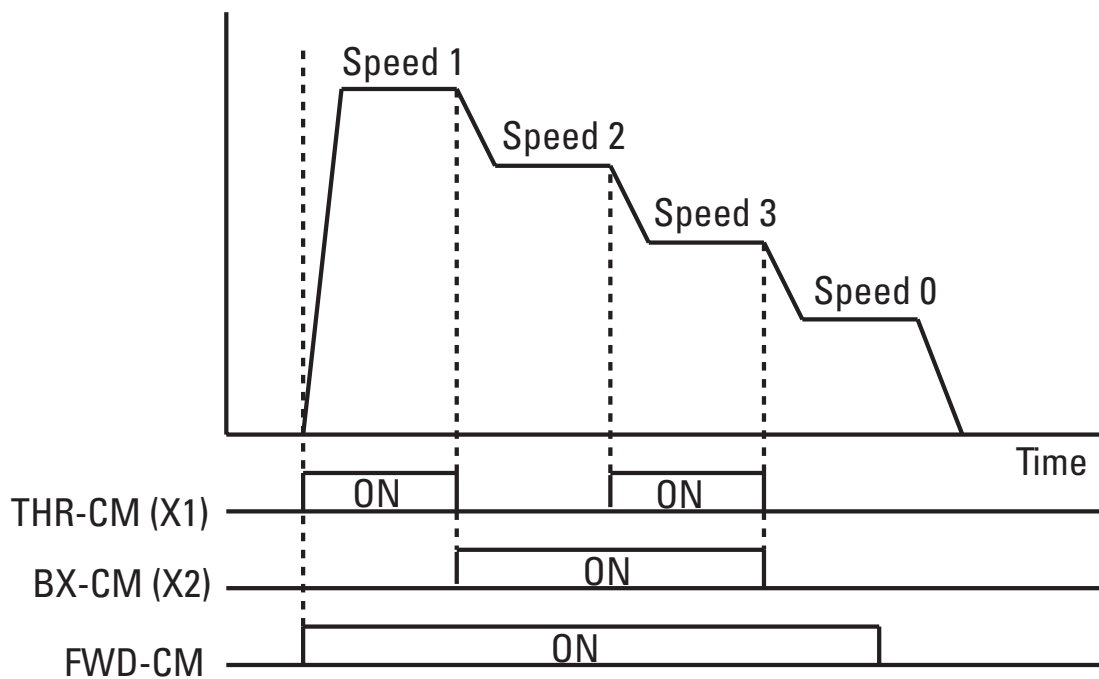 Speed 1
Speed 2
Speed 3
Speed 0
Time
THR-CM (X1)
ON
ON
BX-CM (X2)
ON
FWD-CM
ON